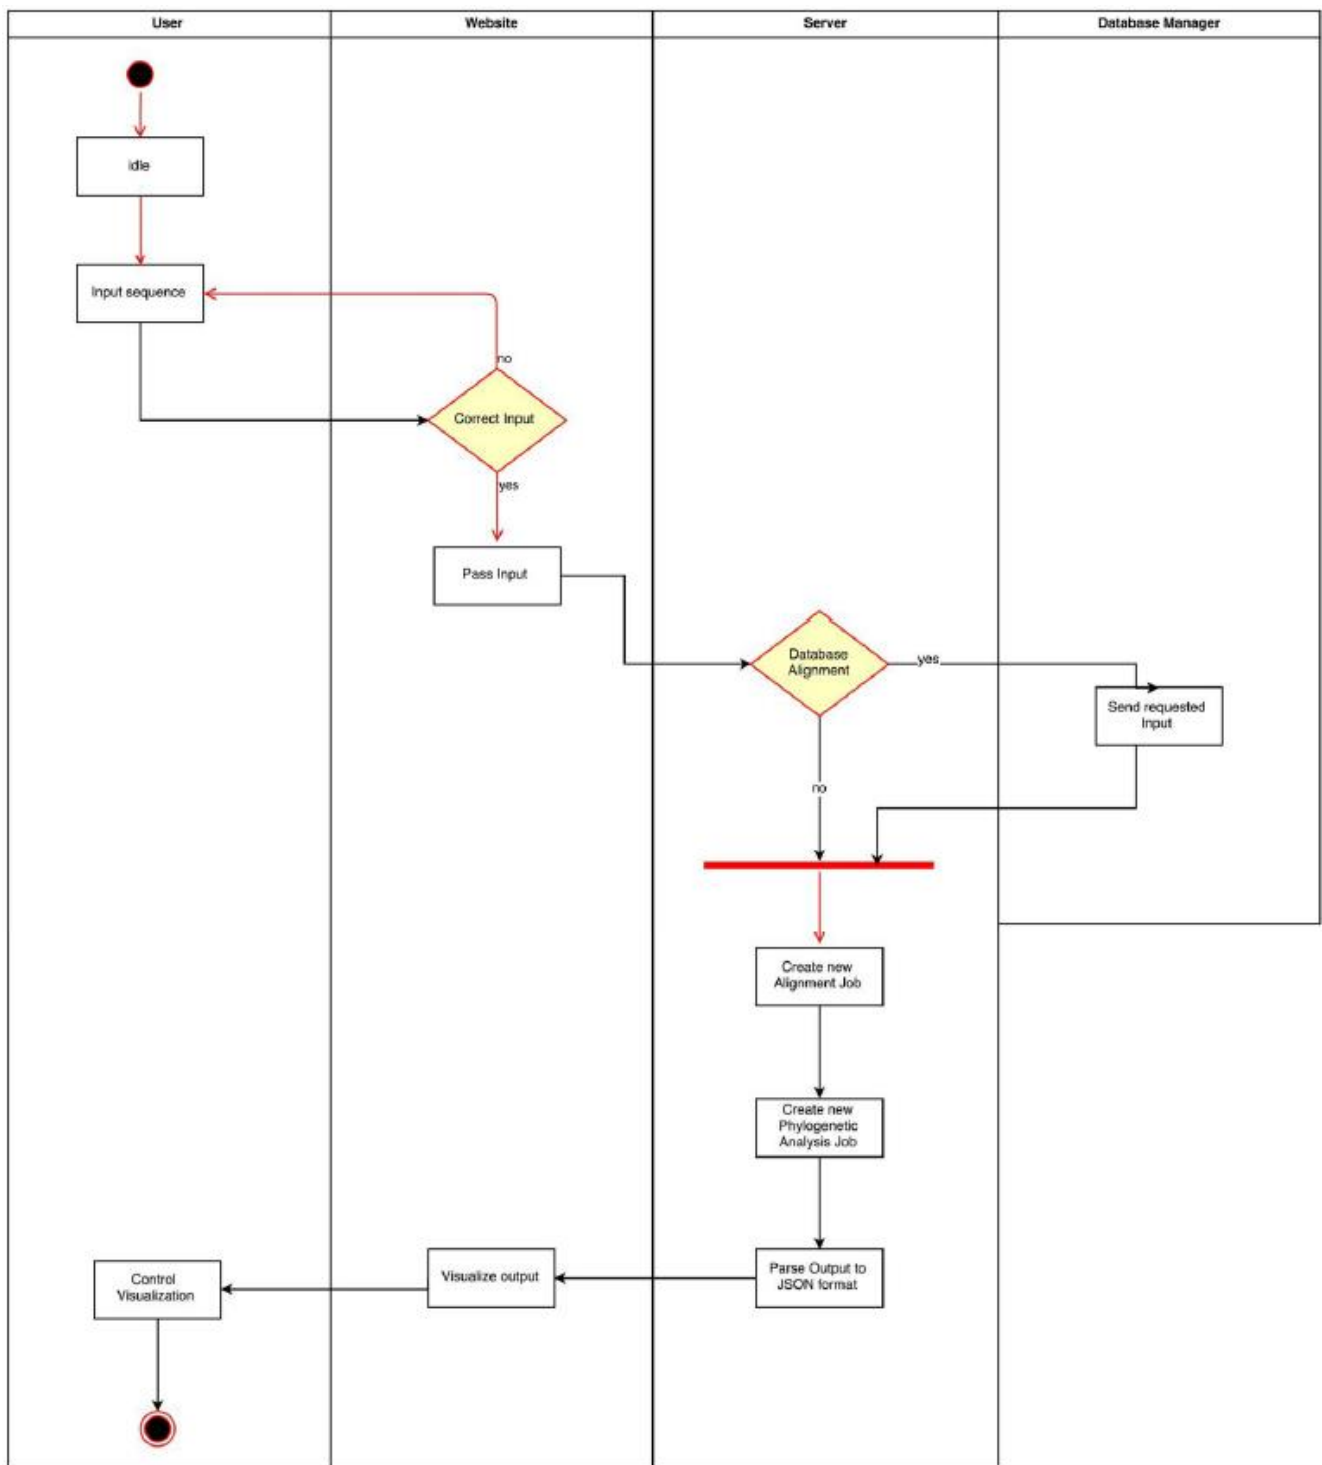 User
Website
Server
Database Manager
idle
Input sequence
no
Correct Input
yes
Pass Input
Database
Alignment
yes
Send requested
Input
no
Create new
Alignment Job
Create new
Phylogenetic
Analysis Job
Parse Output to
JSON format
Visualize output
Control
Visualization